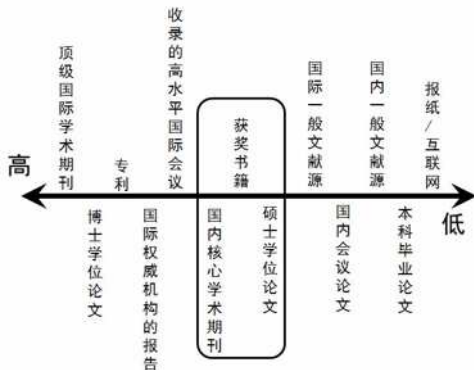 高
顶级国际学术期刊
博士学位论文
专利
国际权威机构的报告
收录的高水平国际会议
国内核心学术期刊
获奖书籍
硕士学位论文
国际一般文献源
国内会议论文
国内一般文献源
本科毕业论文
报纸/互联网
低